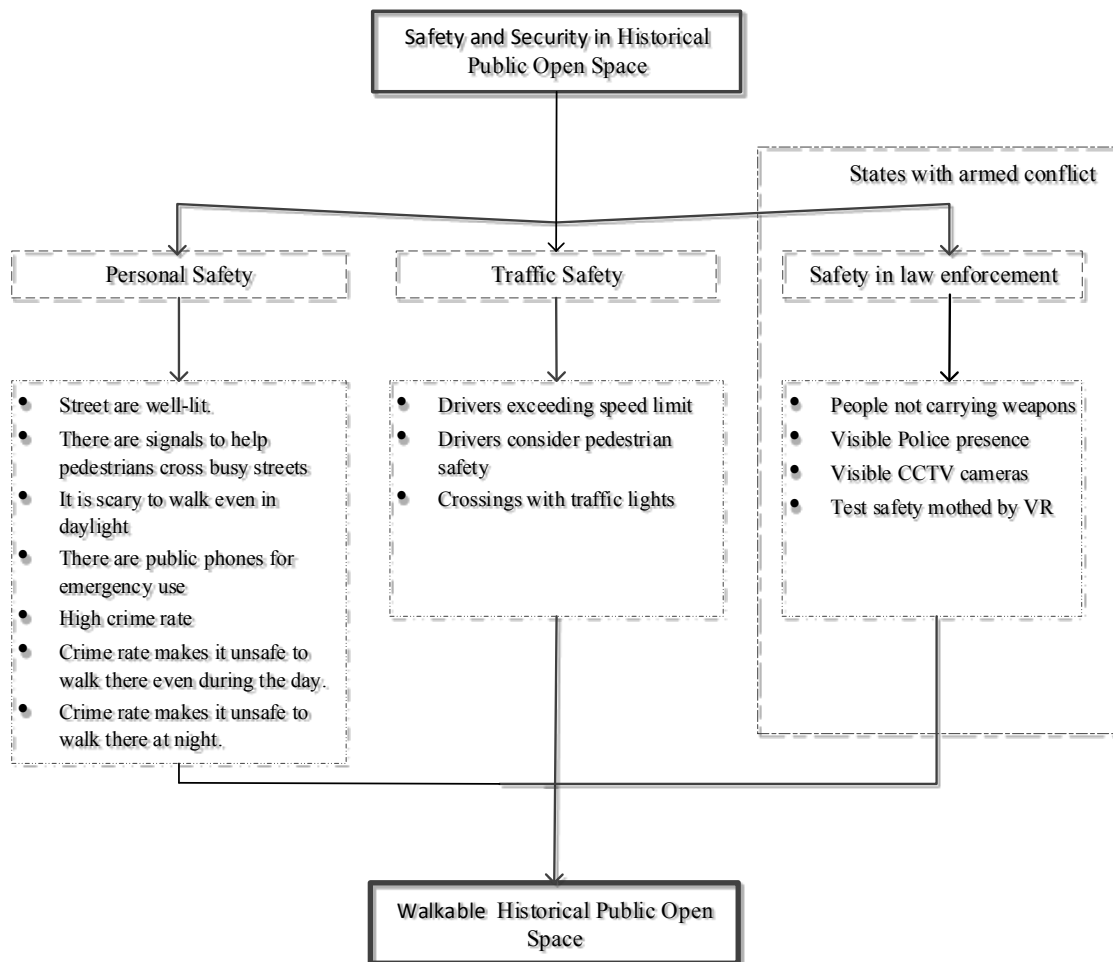 Safety and Security in Historical
Public Open Space
States with armed conflict
Personal Safety
Traffic Safety
Safety in law enforcement
• Street are well-lit.
• There are signals to help
pedestrians cross busy streets
• It is scary to walk even in
daylight
• There are public phones for
emergency use
• High crime rate
• Crime rate makes it unsafe to
walk there even during the day.
• Crime rate makes it unsafe to
walk there at night.
• Drivers exceeding speed limit
• Drivers consider pedestrian
safety
• Crossings with traffic lights
• People not carrying weapons
• Visible Police presence
• Visible CCTV cameras
• Test safety mothed by VR
Walkable Historical Public Open
Space